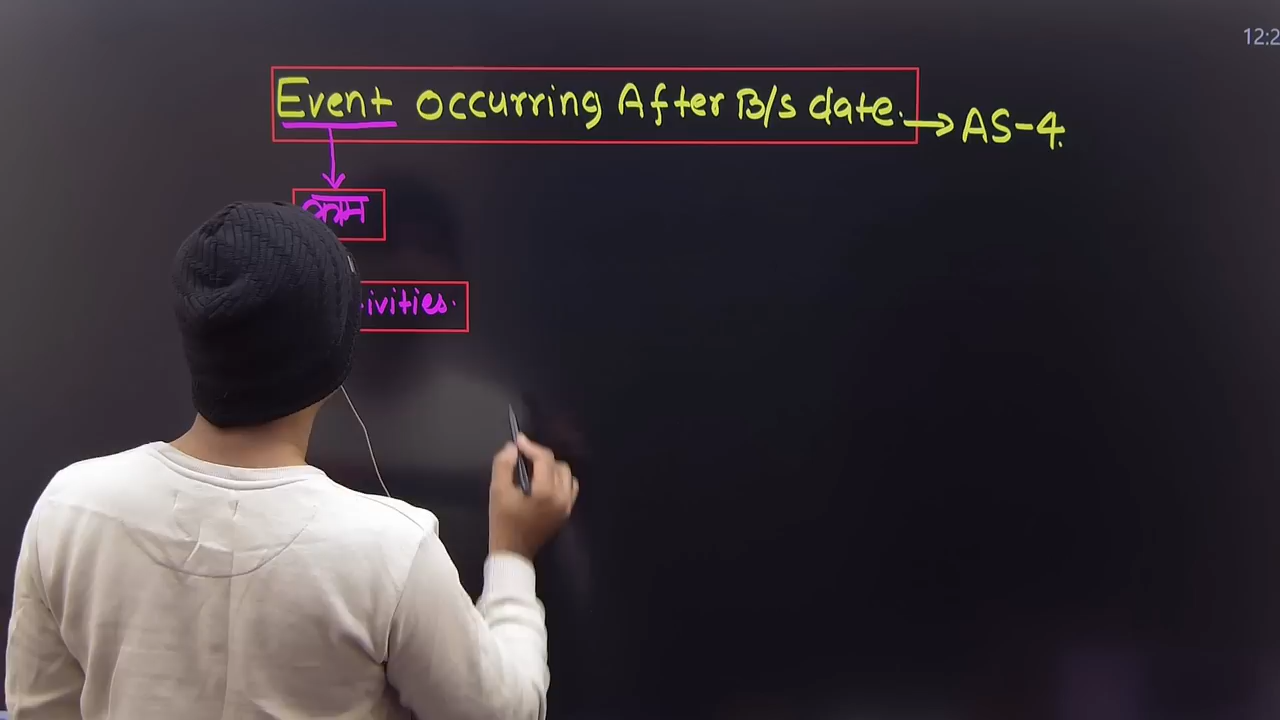 12:2
Event occurring After B/s date. → AS-4.
काम
ivities.